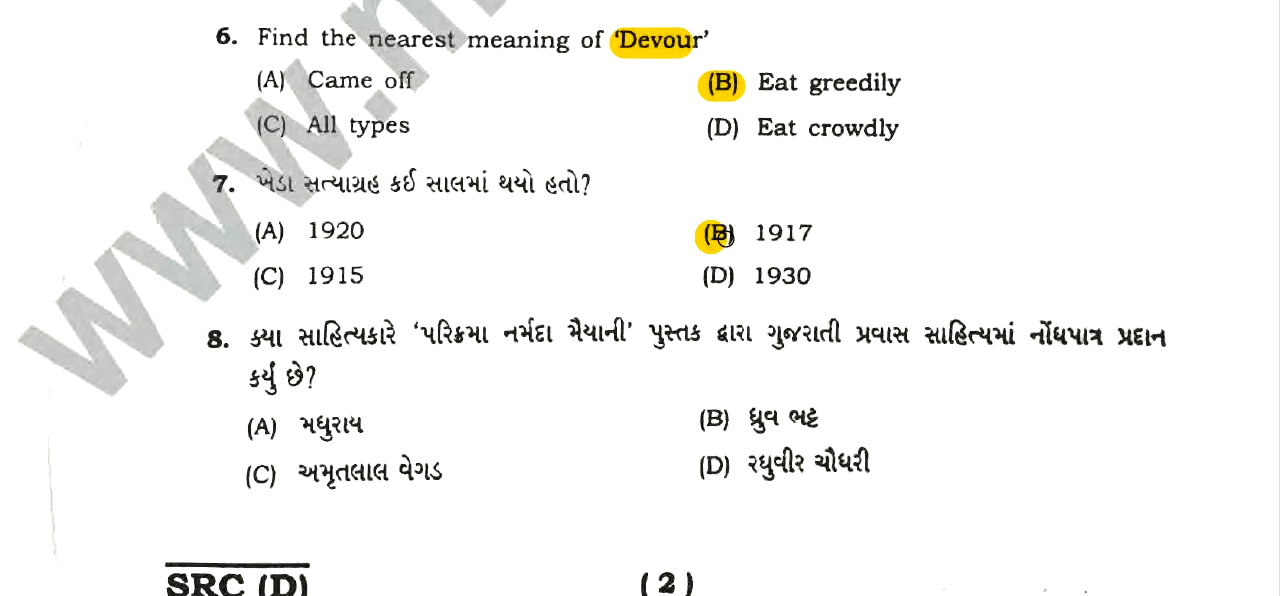 6. Find the nearest meaning of 'Devour'
(A) Came off (B) Eat greedily
(C) All types (D) Eat crowdly
7. ખેડા સત્યાગ્રહ કઈ સાલમાં થયો હતો?
(A) 1920 (B) 1917
(C) 1915 (D) 1930
8. ક્યા સાહિત્યકારે ‘પરિક્રમા નર્મદા મૈયાની’ પુસ્તક દ્વારા ગુજરાતી પ્રવાસ સાહિત્યમાં નોંધપાત્ર પ્રદાન
કર્યું છે?
(A) મધુરાય (B) ધ્રુવ ભટ્ટ
(C) અમૃતલાલ વેગડ (D) રઘુવીર ચૌધરી
SRC (D) (2)
www.